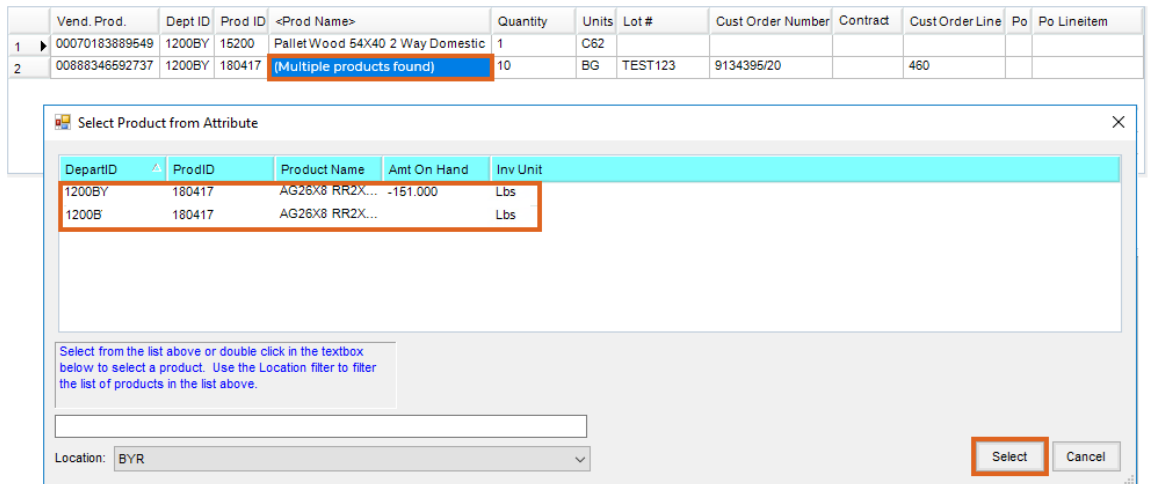 Vend. Prod. Dept ID Prod ID <Prod Name> Quantity Units Lot # Cust Order Number Contract Cust Order Line Po Po Lineitem
1 00070183889549 1200BY 15200 Pallet Wood 54X40 2 Way Domestic 1 C62
2 00888346592737 1200BY 180417 (Multiple products found) 10 BG TEST123 9134395/20 460
Select Product from Attribute
DepartID ProdID Product Name Amt On Hand Inv Unit
1200BY 180417 AG26X8 RR2X... -151.000 Lbs
1200B 180417 AG26X8 RR2X... Lbs
Select from the list above or double click in the textbox
below to select a product. Use the Location filter to filter
the list of products in the list above.
Location: BYR
Select Cancel